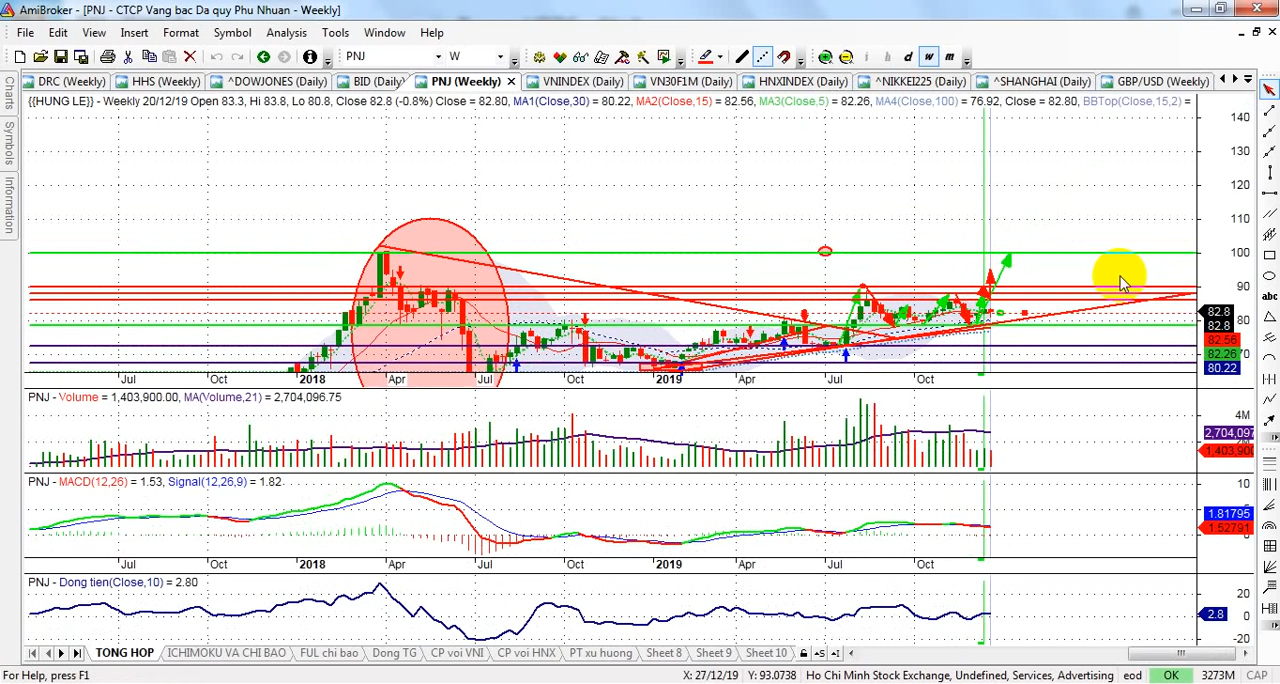 AmiBroker - [PNJ - CTCP Vang bac Da quy Phu Nhuan - Weekly]
File Edit View Insert Format Symbol Analysis Tools Window Help
PNJ W i h d w m
DRC (Weekly) HHS (Weekly) ^DOWJONES (Daily) BID (Daily) PNJ (Weekly) VNINDEX (Daily) VN30F1M (Daily) HNXINDEX (Daily) ^NIKKEI225 (Daily) ^SHANGHAI (Daily) GBP/USD (Weekly)
Charts
Symbols
Information
{{HUNG LE}} - Weekly 20/12/19 Open 83.3, Hi 83.8, Lo 80.8, Close 82.8 (-0.8%) Close = 82.80, MA1(Close,30) = 80.22, MA2(Close,15) = 82.56, MA3(Close,5) = 82.26, MA4(Close,100) = 76.92, Close = 82.80, BBTop(Close,15,2) =
140
130
120
110
100
90
82.8
82.8
82.56
82.26
80.22
80
70
Jul Oct 2018 Apr Jul Oct 2019 Apr Jul Oct
PNJ - Volume = 1,403,900.00, MA(Volume,21) = 2,704,096.75
4M
2,704,097
1,403,900
PNJ - MACD(12,26) = 1.53, Signal(12,26,9) = 1.82
10
1.81795
1.52791
Jul Oct 2018 Apr Jul Oct 2019 Apr Jul Oct
PNJ - Dong tien(Close,10) = 2.80
20
2.8
0
-20
TONG HOP ICHIMOKU VA CHI BAO FUL chi bao Dong TG CP voi VNI CP voi HNX PT xu huong Sheet 8 Sheet 9 Sheet 10
For Help, press F1 X: 27/12/19 Y: 93.0738 Ho Chi Minh Stock Exchange, Undefined, Services, Advertising eod OK 3273M CAP
abc